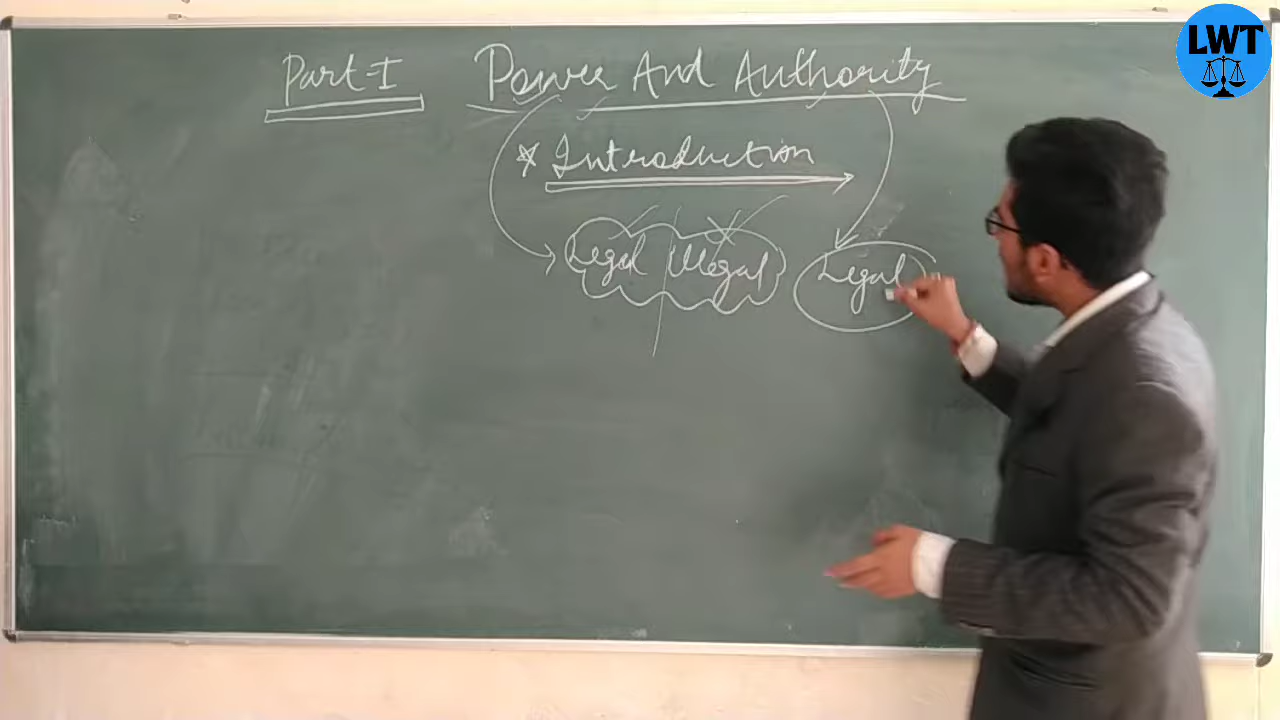 Part-I Power And Authority
* Introduction
Legal Illegal Legal
LWT